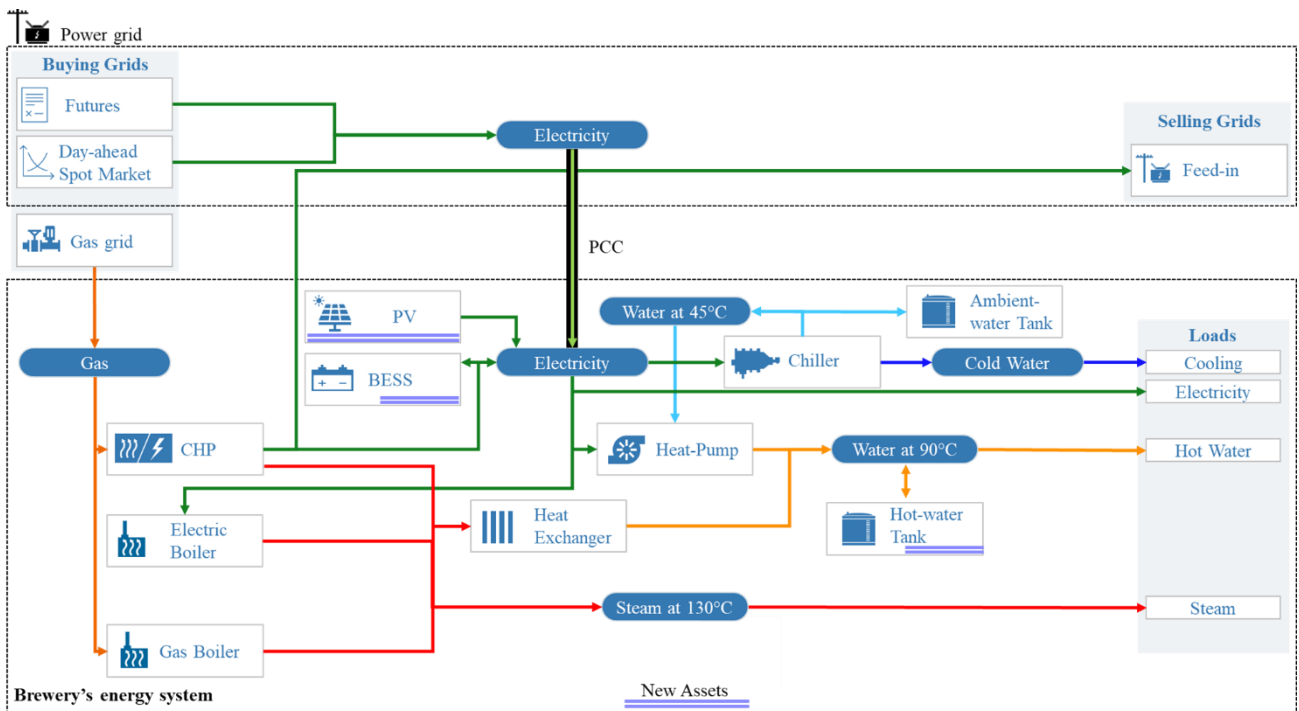 Power grid
Buying Grids
Futures
Electricity
Day-ahead
Spot Market
Selling Grids
Feed-in
Gas grid
PCC
PV
Water at 45°C
Ambient-
water Tank
Loads
Gas
BESS
Electricity
Chiller
Cold Water
Cooling
Electricity
CHP
Heat-Pump
Water at 90°C
Hot Water
Electric
Boiler
Heat
Exchanger
Hot-water
Tank
Steam at 130°C
Steam
Gas Boiler
Brewery's energy system
New Assets